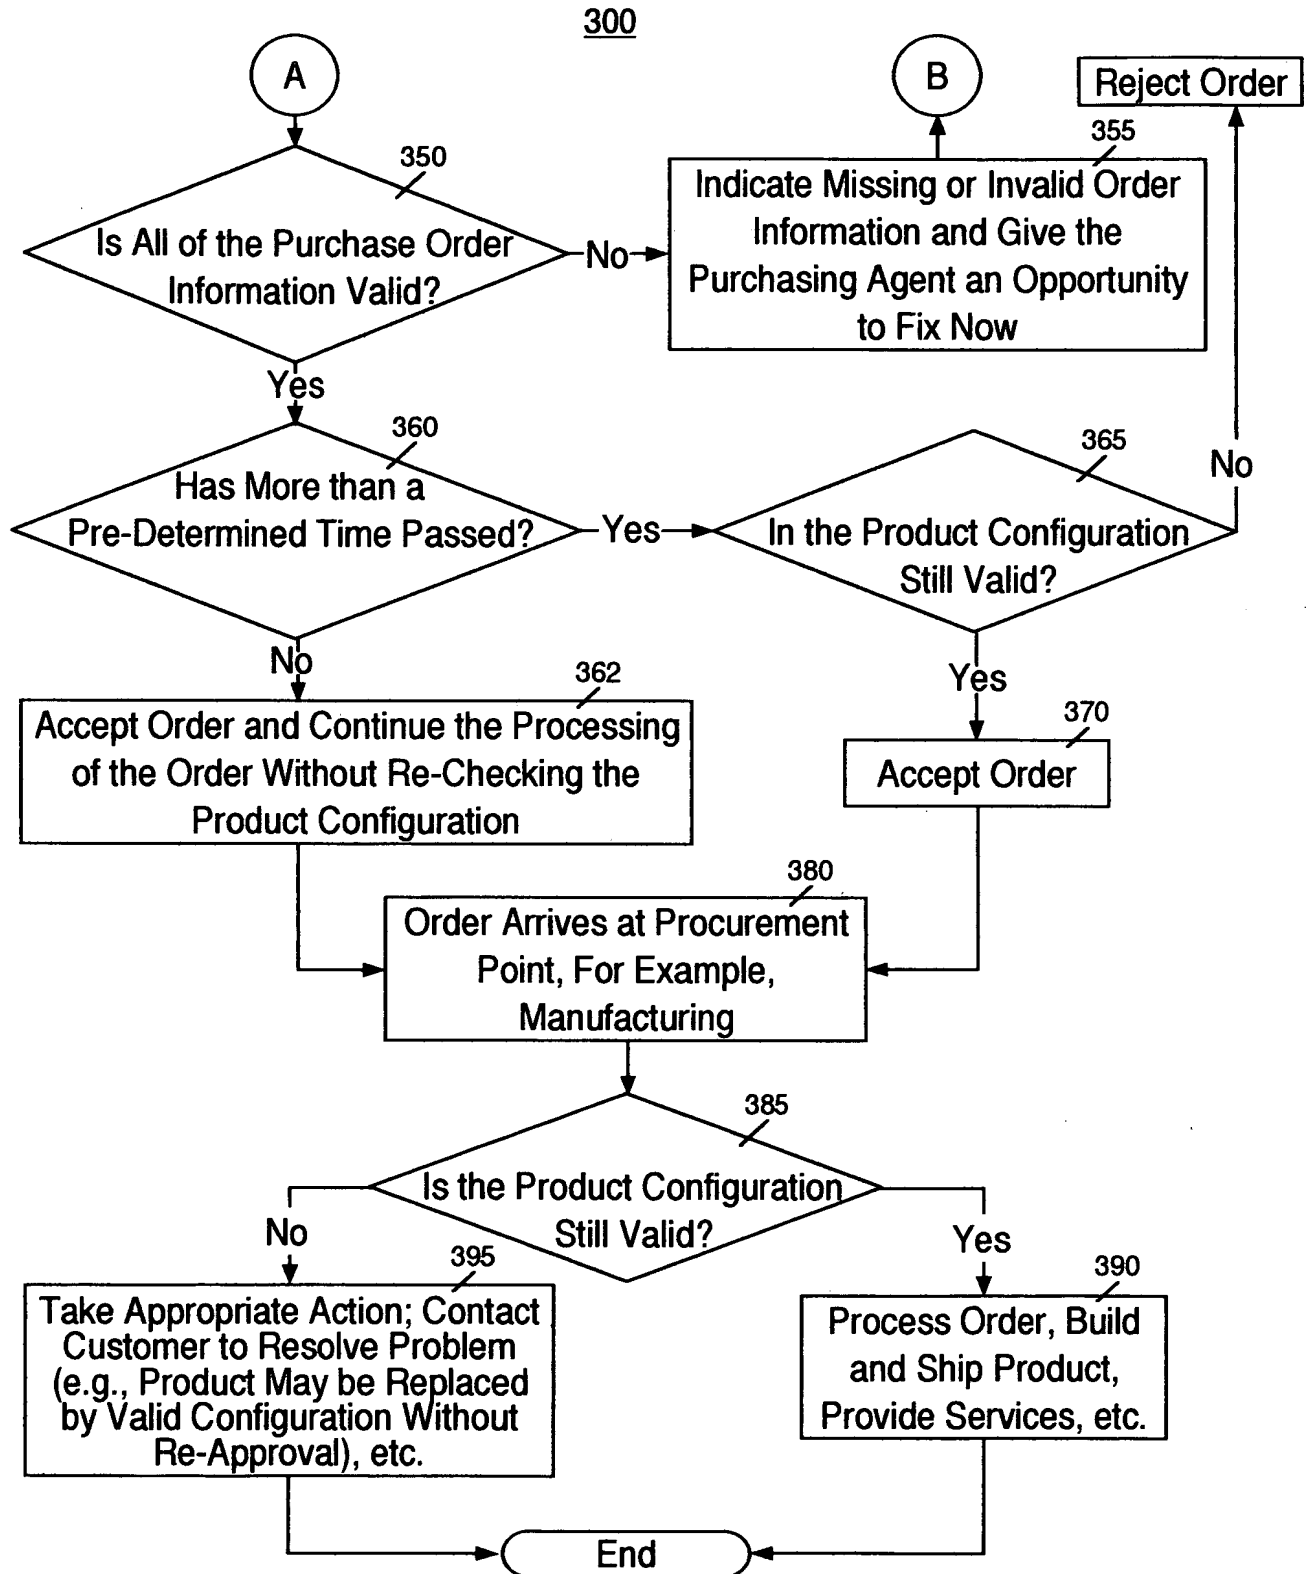 300
A
B
Reject Order
350
355
Is All of the Purchase Order
Information Valid?
No
Indicate Missing or Invalid Order
Information and Give the
Purchasing Agent an Opportunity
to Fix Now
Yes
360
Has More than a
Pre-Determined Time Passed?
Yes
365
In the Product Configuration
Still Valid?
No
No
362
Accept Order and Continue the Processing
of the Order Without Re-Checking the
Product Configuration
Yes
370
Accept Order
380
Order Arrives at Procurement
Point, For Example,
Manufacturing
385
Is the Product Configuration
Still Valid?
No
395
Take Appropriate Action; Contact
Customer to Resolve Problem
(e.g., Product May be Replaced
by Valid Configuration Without
Re-Approval), etc.
Yes
390
Process Order, Build
and Ship Product,
Provide Services, etc.
End